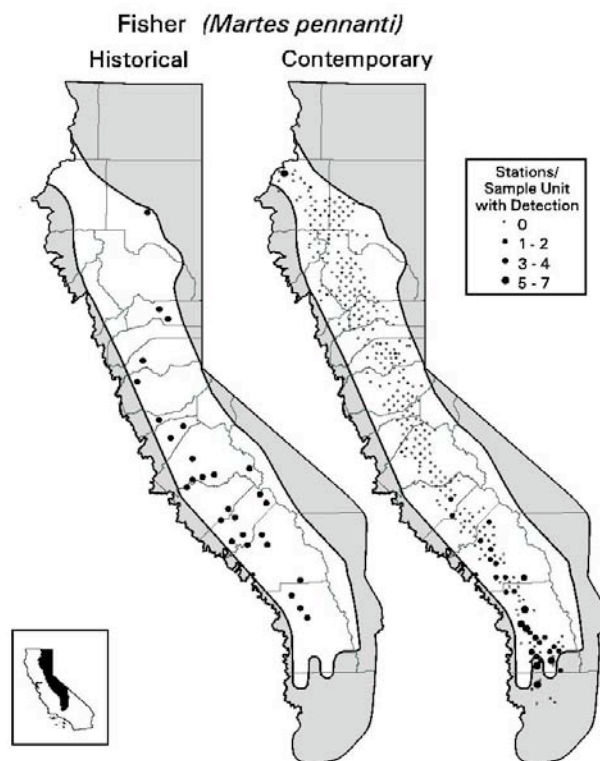 Fisher (Martes pennanti)
Historical
Contemporary
Stations/
Sample Unit
with Detection
0
1 - 2
3 - 4
5 - 7